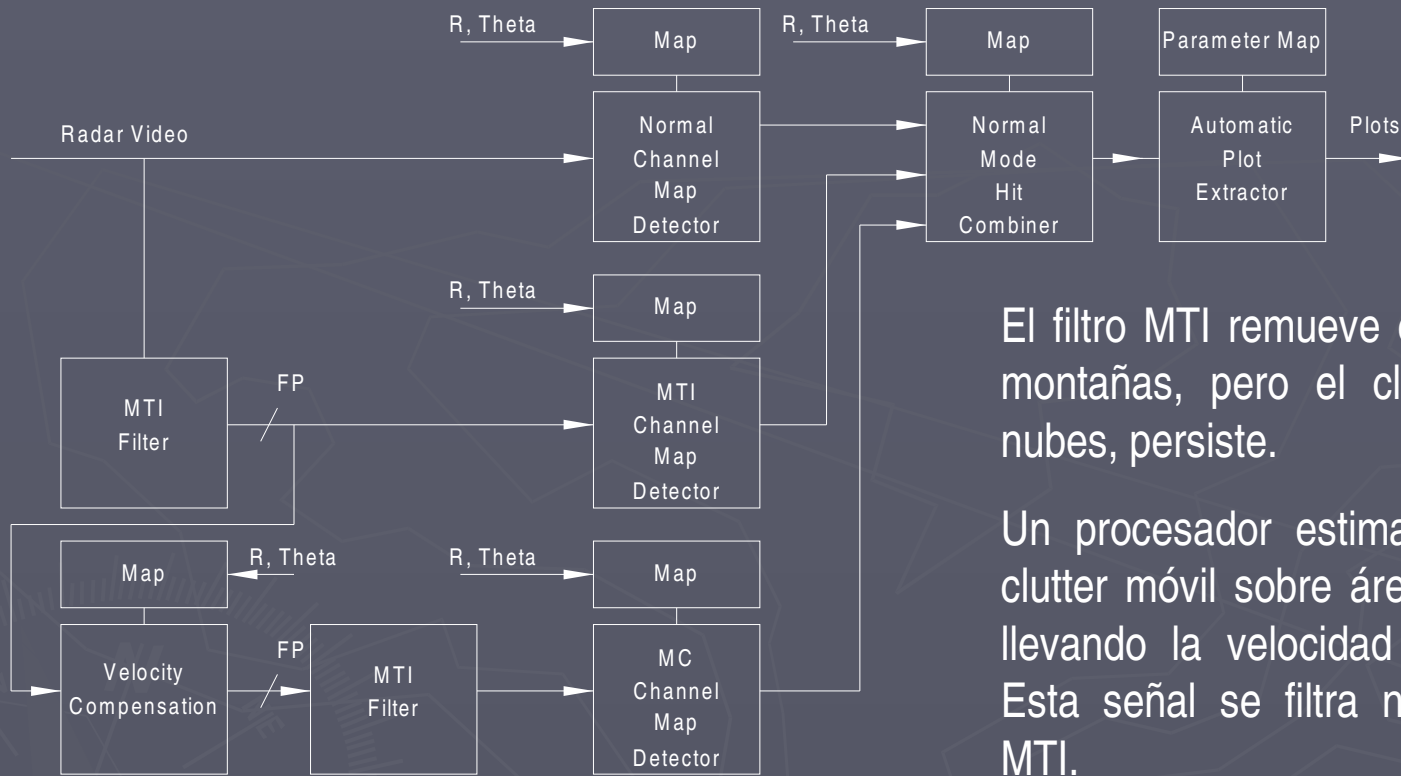 R, Theta
Map
R, Theta
Map
Parameter Map
Radar Video
Normal
Channel
Map
Detector
Normal
Mode
Hit
Combiner
Automatic
Plot
Extractor
Plots
R, Theta
Map
MTI
Filter
FP
MTI
Channel
Map
Detector
Map
R, Theta
R, Theta
Map
Velocity
Compensation
FP
MTI
Filter
MC
Channel
Map
Detector
El filtro MTI remueve
montañas, pero el
nubes, persiste.
Un procesador estima
clutter móvil sobre
llevando la velocidad
Esta señal se filtra
MTI.